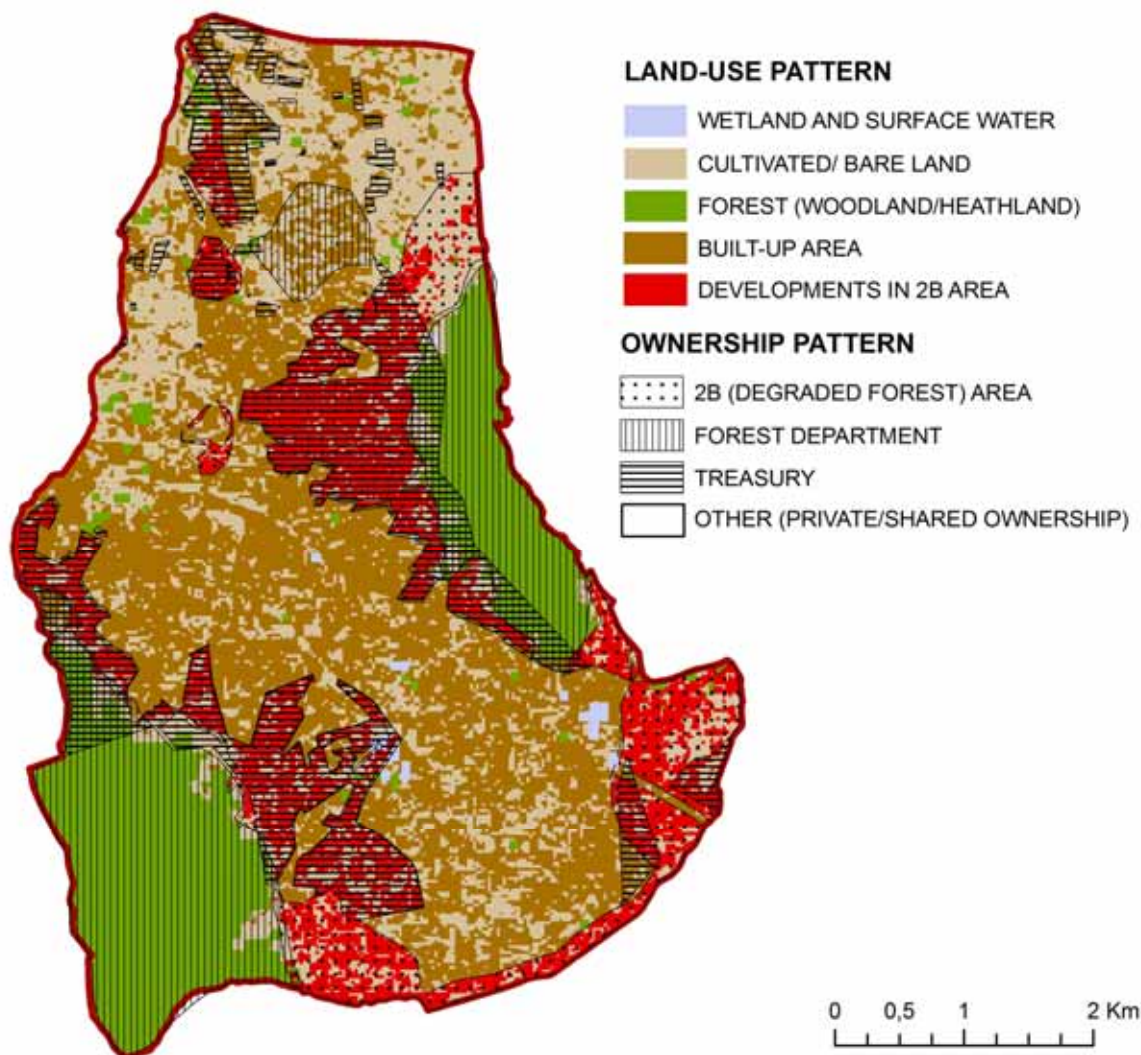 LAND-USE PATTERN
WETLAND AND SURFACE WATER
CULTIVATED/ BARE LAND
FOREST (WOODLAND/HEATHLAND)
BUILT-UP AREA
DEVELOPMENTS IN 2B AREA
OWNERSHIP PATTERN
2B (DEGRADED FOREST) AREA
FOREST DEPARTMENT
TREASURY
OTHER (PRIVATE/SHARED OWNERSHIP)
0 0,5 1 2 Km